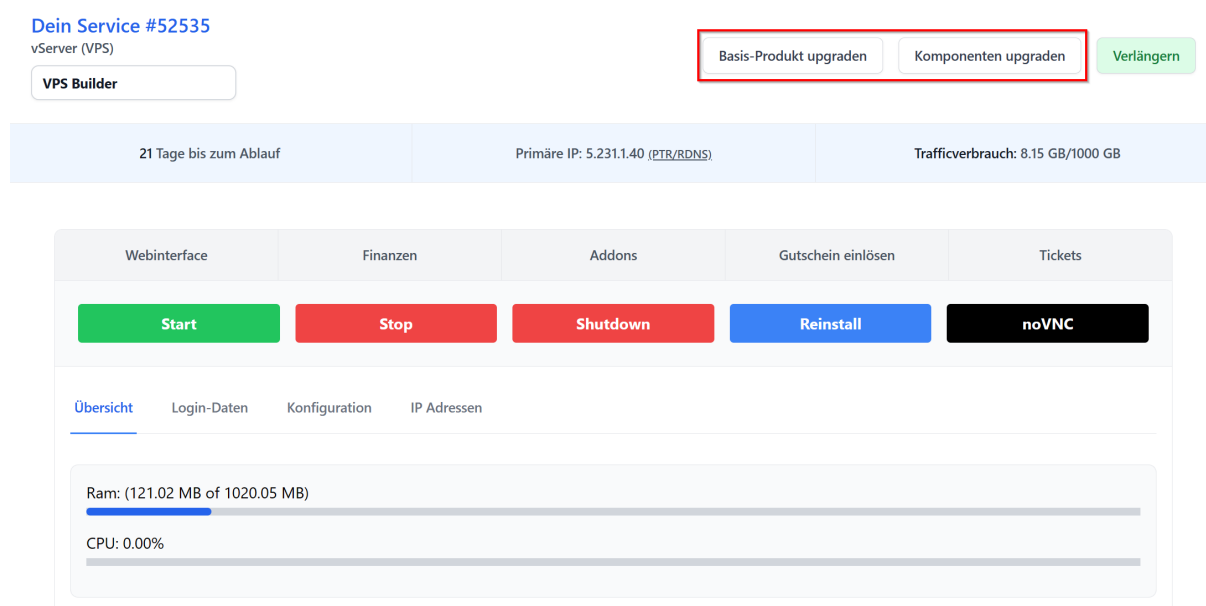 Dein Service #52535
vServer (VPS)
VPS Builder
Basis-Produkt upgraden
Komponenten upgraden
Verlängern
21 Tage bis zum Ablauf
Primäre IP: 5.231.1.40 (PTR/RDNS)
Trafficverbrauch: 8.15 GB/1000 GB
Webinterface
Finanzen
Addons
Gutschein einlösen
Tickets
Start
Stop
Shutdown
Reinstall
noVNC
Übersicht
Login-Daten
Konfiguration
IP Adressen
Ram: (121.02 MB of 1020.05 MB)
CPU: 0.00%